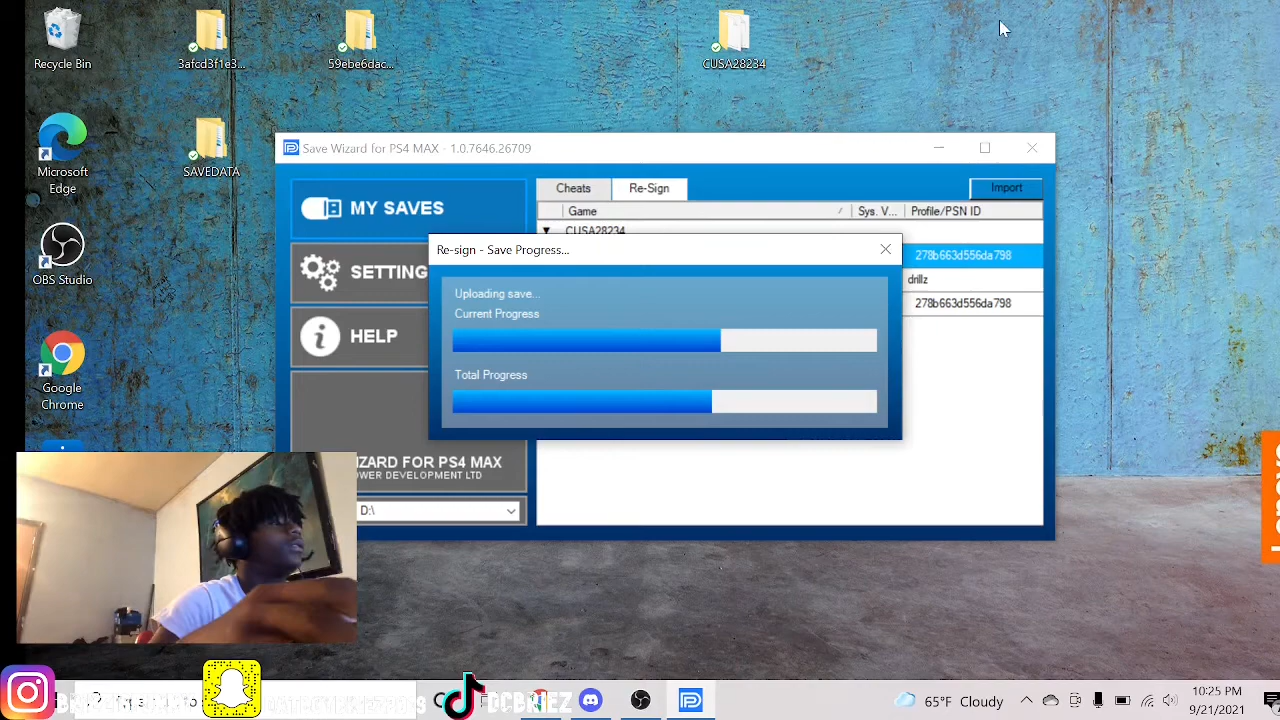 Recycle Bin
3afcd3f1e3...
59ebe6dac...
CUSA28234
Microsoft
Edge
SAVEDATA
OBS Studio
Google
Chrome
Save Wizard for PS4 MAX - 1.0.7646.26709
MY SAVES
SETTING
HELP
IZARD FOR PS4 MAX
OWER DEVELOPMENT LTD
D:\
Cheats
Re-Sign
Import
Game
Sys. V...
Profile/PSN ID
CUSA28234
278b663d556da798
drillz
278b663d556da798
Re-sign - Save Progress...
Uploading save...
Current Progress
Total Progress
65°F Cloudy
10:25 PM
9/21/2021